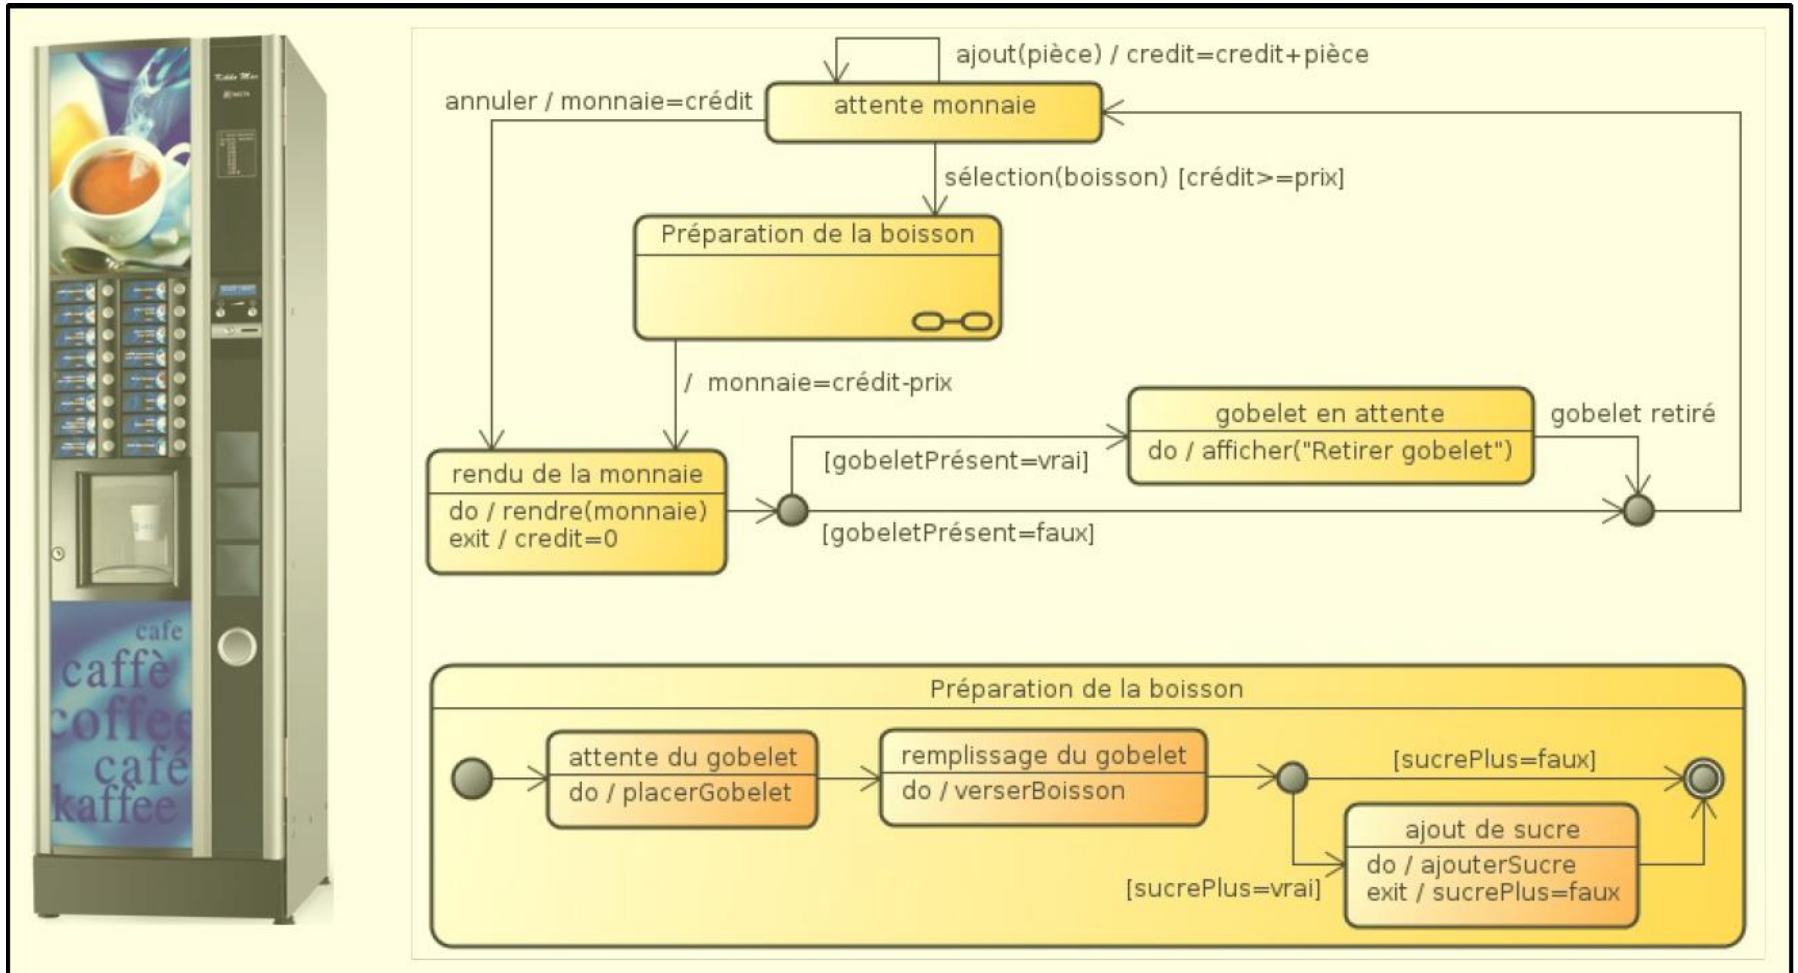 ajout(pièce) / credit=credit+pièce
annuler / monnaie=crédit
attente monnaie
sélection(boisson) [crédit>=prix]
Préparation de la boisson
/ monnaie=crédit-prix
gobelet en attente
do / afficher("Retirer gobelet")
gobelet retiré
[gobeletPrésent=vrai]
rendu de la monnaie
do / rendre(monnaie)
exit / credit=0
[gobeletPrésent=faux]
cafe
caffè
coffee
café
kaffee
Préparation de la boisson
attente du gobelet
do / placerGobelet
remplissage du gobelet
do / verserBoisson
[sucrePlus=faux]
ajout de sucre
do / ajouterSucre
exit / sucrePlus=faux
[sucrePlus=vrai]